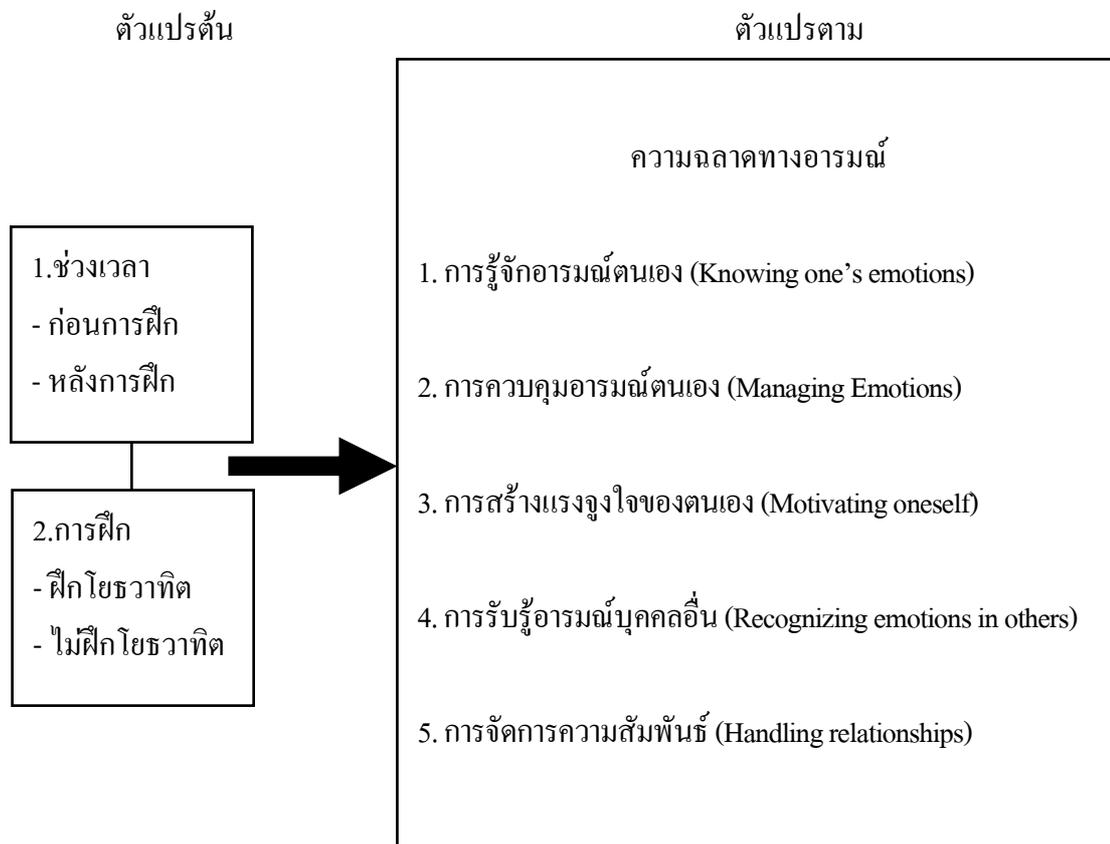 ตัวแปรต้น
ตัวแปรตาม
1.ช่วงเวลา
- ก่อนการฝึก
- หลังการฝึก
2.การฝึก
- ฝึกโยธวาทิต
- ไม่ฝึกโยธวาทิต
ความฉลาดทางอารมณ์
1. การรู้จักอารมณ์ตนเอง (Knowing one’s emotions)
2. การควบคุมอารมณ์ตนเอง (Managing Emotions)
3. การสร้างแรงจูงใจของตนเอง (Motivating oneself)
4. การรับรู้อารมณ์บุคคลอื่น (Recognizing emotions in others)
5. การจัดการความสัมพันธ์ (Handling relationships)